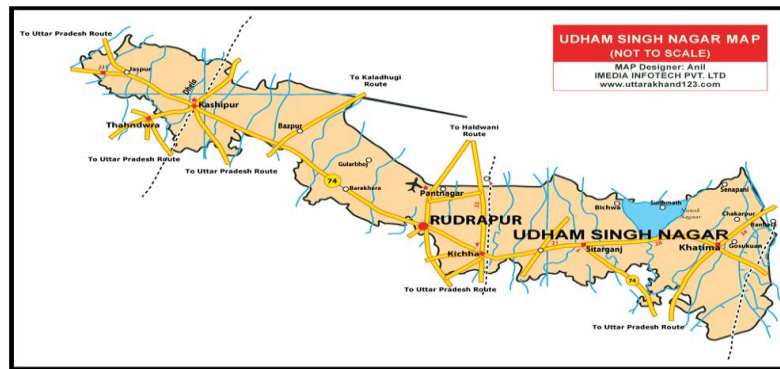 To Uttar Pradesh Route
UDHAM SINGH NAGAR MAP
(NOT TO SCALE)
MAP Designer: Anil
IMEDIA INFOTECH PVT. LTD
www.uttarakhand123.com
Jaspur
To Kaladhugi
Route
Dhelo
Kashipur
Thahndwra
Bazpur
To Haldwani
Route
To Uttar Pradesh Route
To Uttar Pradesh Route
Gularbhoj
74
Barakhera
Pantnagar
Senapani
Bichwa
Chakarpur
RUDRAPUR
UDHAM SINGH NAGAR
Kichha
Sitarganj
Khatima
Gosukuan
74
To Uttar Pradesh Route
To Uttar Pradesh Route